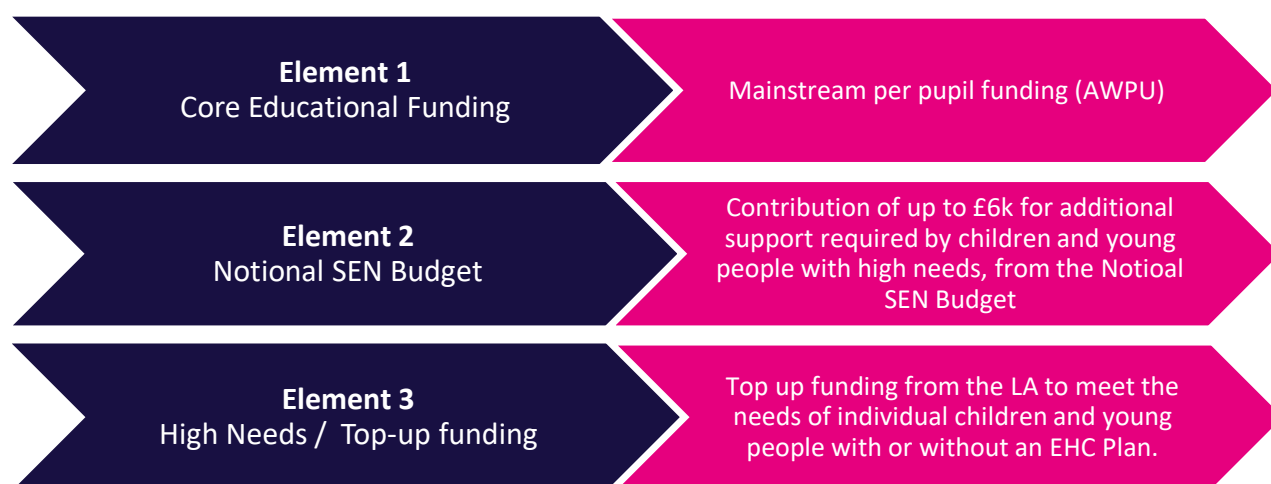 Element 1
Core Educational Funding
Mainstream per pupil funding (AWPU)
Element 2
Notional SEN Budget
Contribution of up to £6k for additional
support required by children and young
people with high needs, from the Notioal
SEN Budget
Element 3
High Needs / Top-up funding
Top up funding from the LA to meet the
needs of individual children and young
people with or without an EHC Plan.